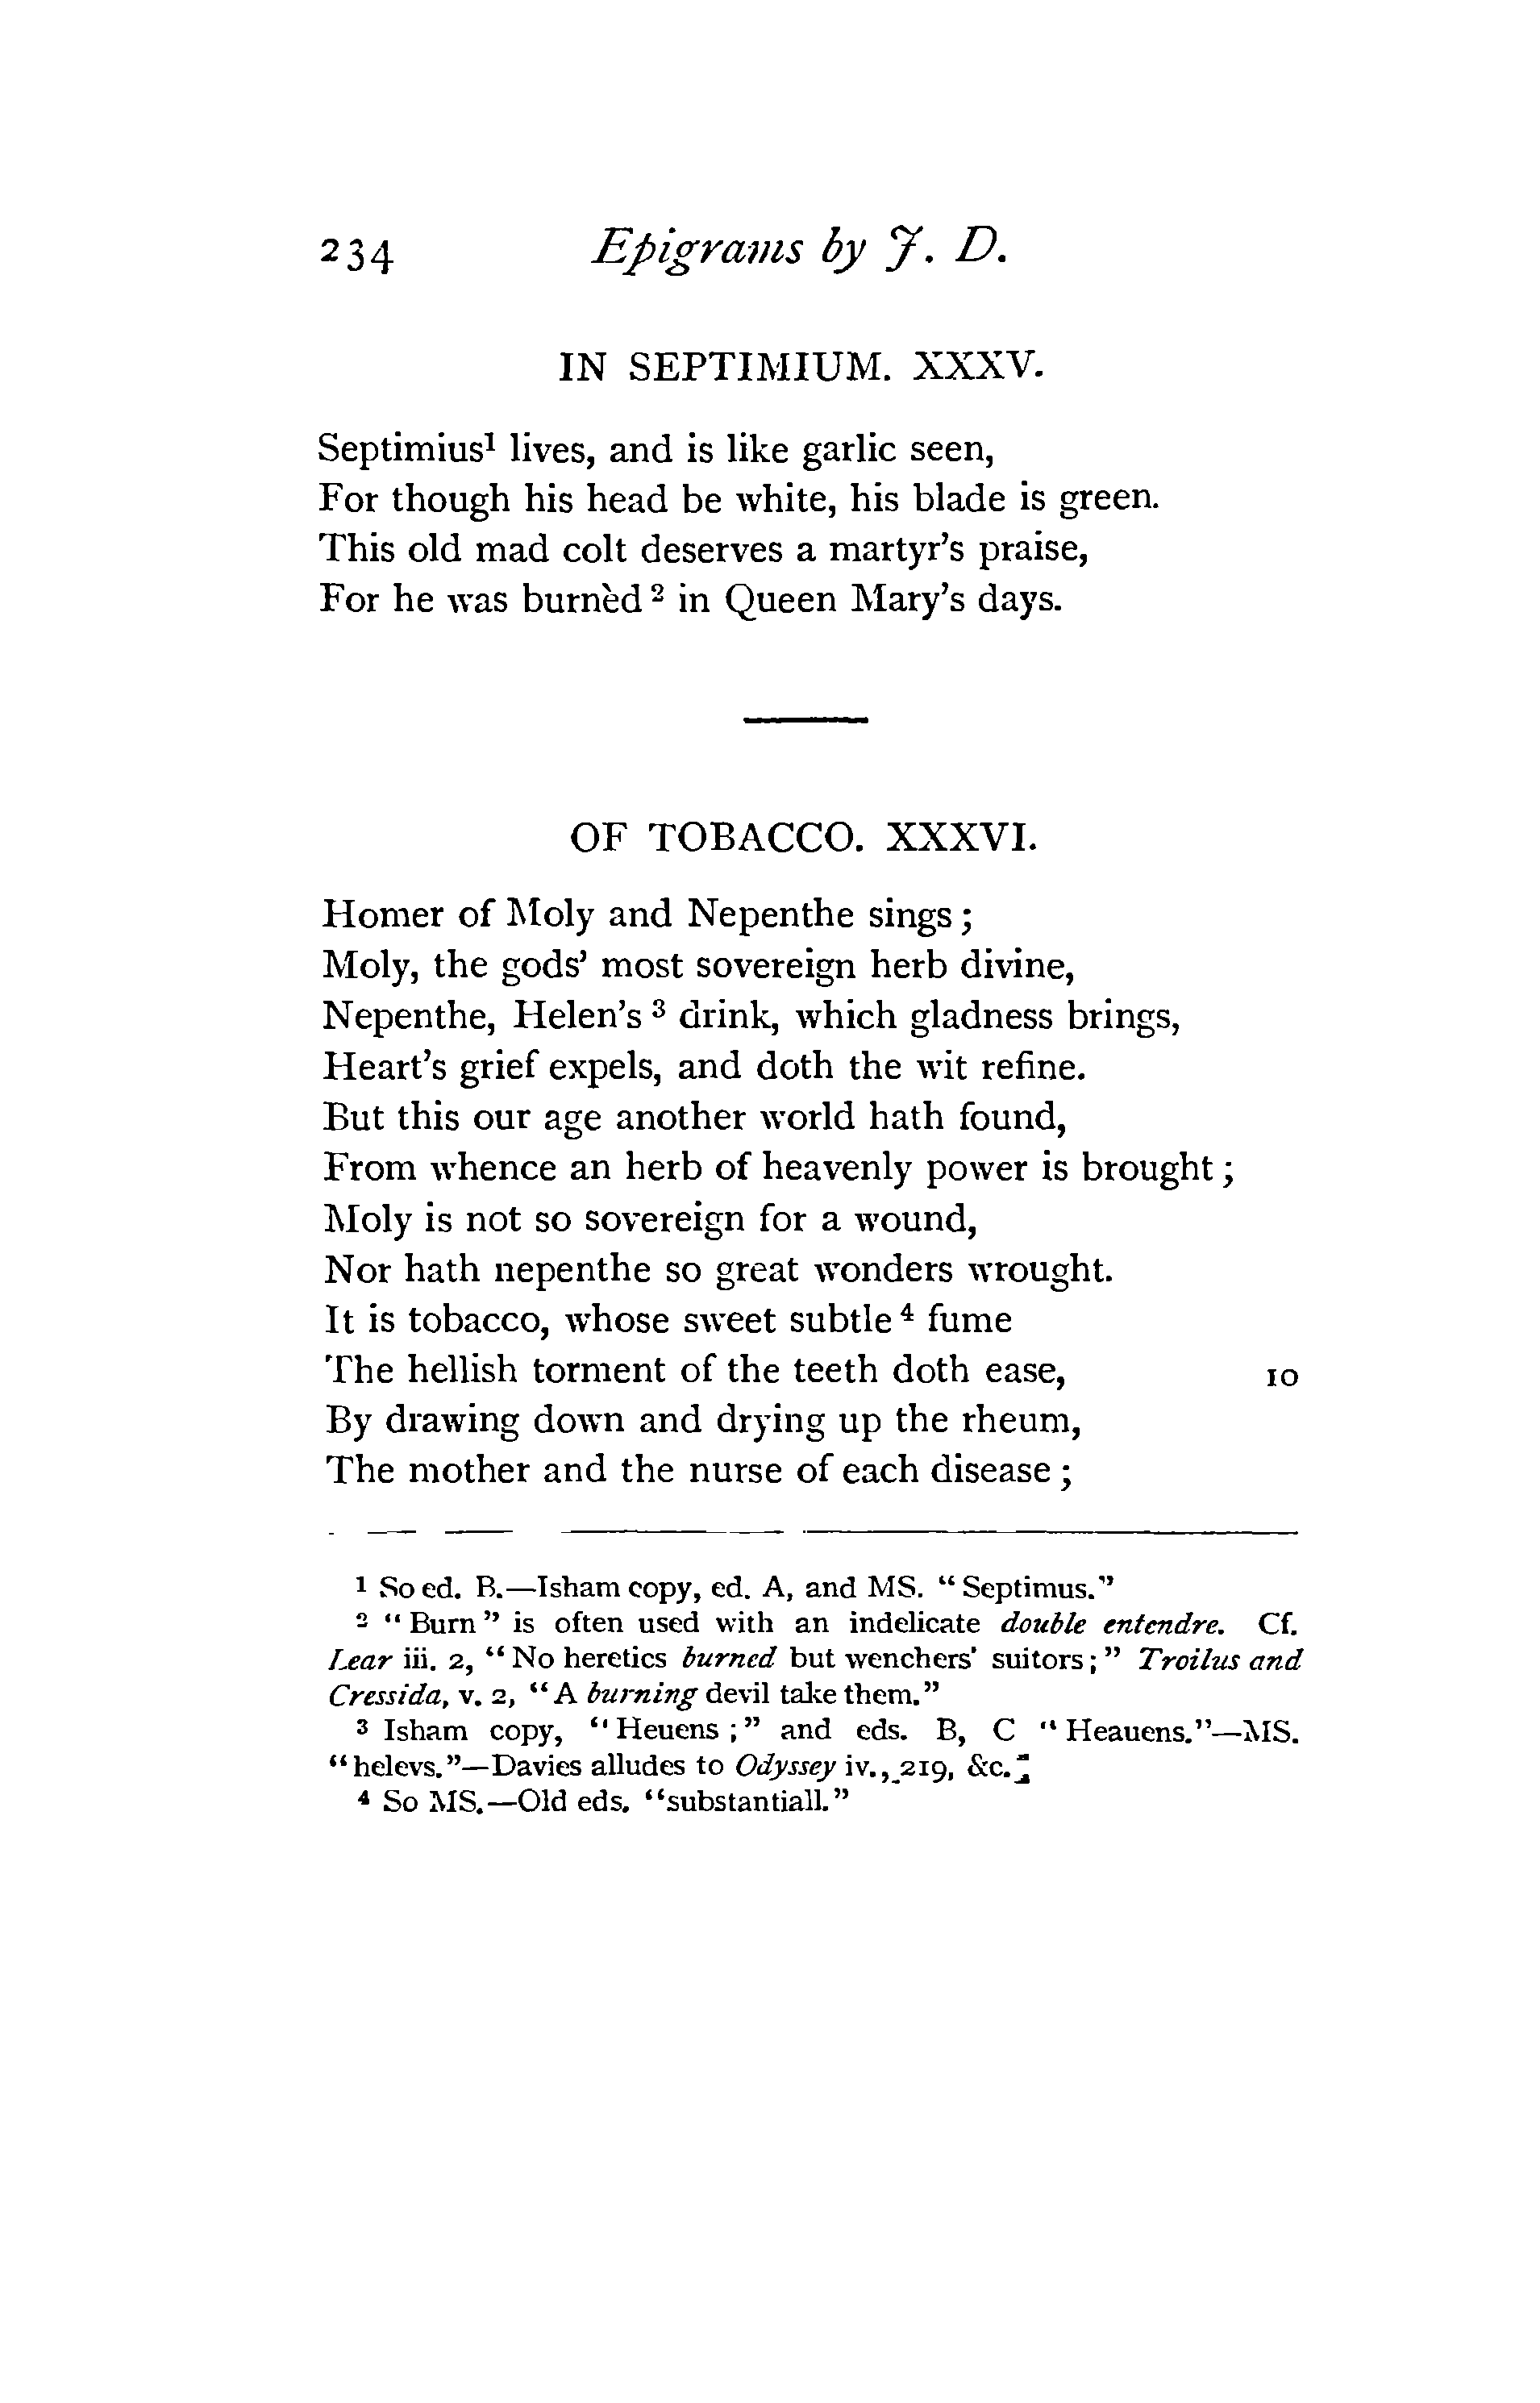 234 Epigrams by J. D.
IN SEPTIMIUM. XXXV.
Septimius¹ lives, and is like garlic seen,
For though his head be white, his blade is green.
This old mad colt deserves a martyr's praise,
For he was burnèd ² in Queen Mary's days.
OF TOBACCO. XXXVI.
Homer of Moly and Nepenthe sings ;
Moly, the gods' most sovereign herb divine,
Nepenthe, Helen's ³ drink, which gladness brings,
Heart's grief expels, and doth the wit refine.
But this our age another world hath found,
From whence an herb of heavenly power is brought ;
Moly is not so sovereign for a wound,
Nor hath nepenthe so great wonders wrought.
It is tobacco, whose sweet subtle ⁴ fume
The hellish torment of the teeth doth ease, 10
By drawing down and drying up the rheum,
The mother and the nurse of each disease ;
¹ So ed. B.—Isham copy, ed. A, and MS. "Septimus."
² "Burn" is often used with an indelicate double entendre. Cf.
Lear iii. 2, "No heretics burned but wenchers' suitors ;" Troilus and
Cressida, v. 2, "A burning devil take them."
³ Isham copy, "Heuens ;" and eds. B, C "Heauens."—MS.
"helevs."—Davies alludes to Odyssey iv., 219, &c.
⁴ So MS.—Old eds. "substantiall."